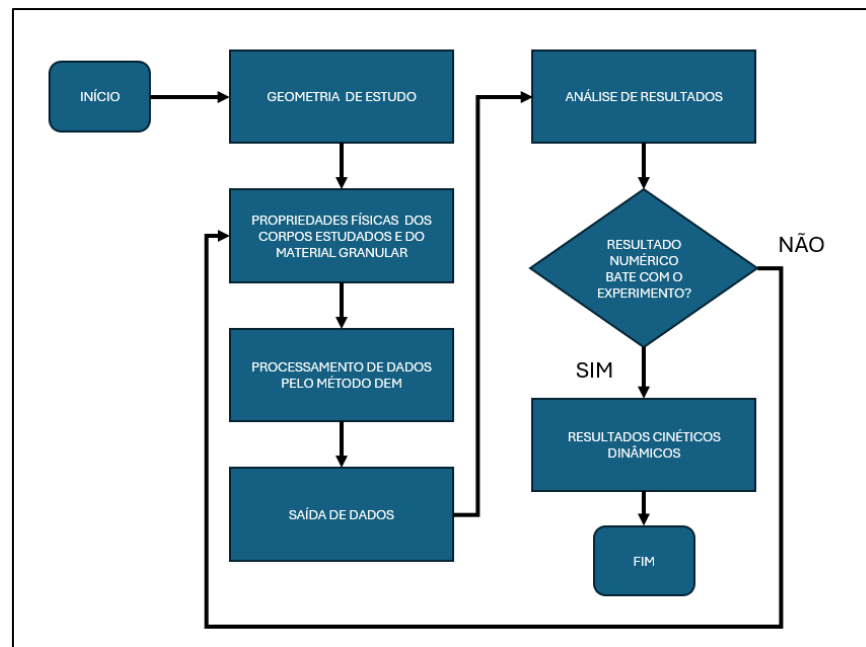 INÍCIO
GEOMETRIA DE ESTUDO
PROPRIEDADES FÍSICAS DOS
CORPOS ESTUDADOS E DO
MATERIAL GRANULAR
PROCESSAMENTO DE DADOS
PELO MÉTODO DEM
SAÍDA DE DADOS
ANÁLISE DE RESULTADOS
RESULTADO
NUMÉRICO
BATE COM O
EXPERIMENTO?
NÃO
SIM
RESULTADOS CINÉTICOS
DINÂMICOS
FIM